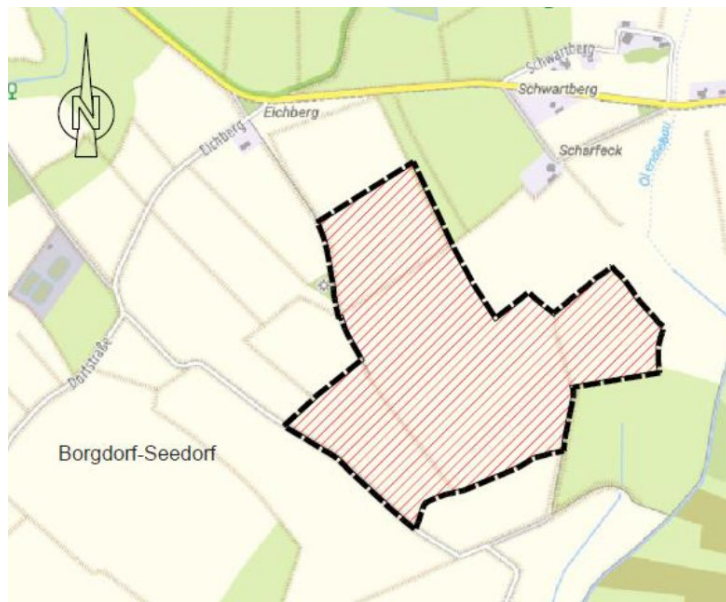 Schwartberg
Schwartberg
Eichberg
N
Eichberg
Scharfeck
Dorfstraße
Borgdorf-Seedorf